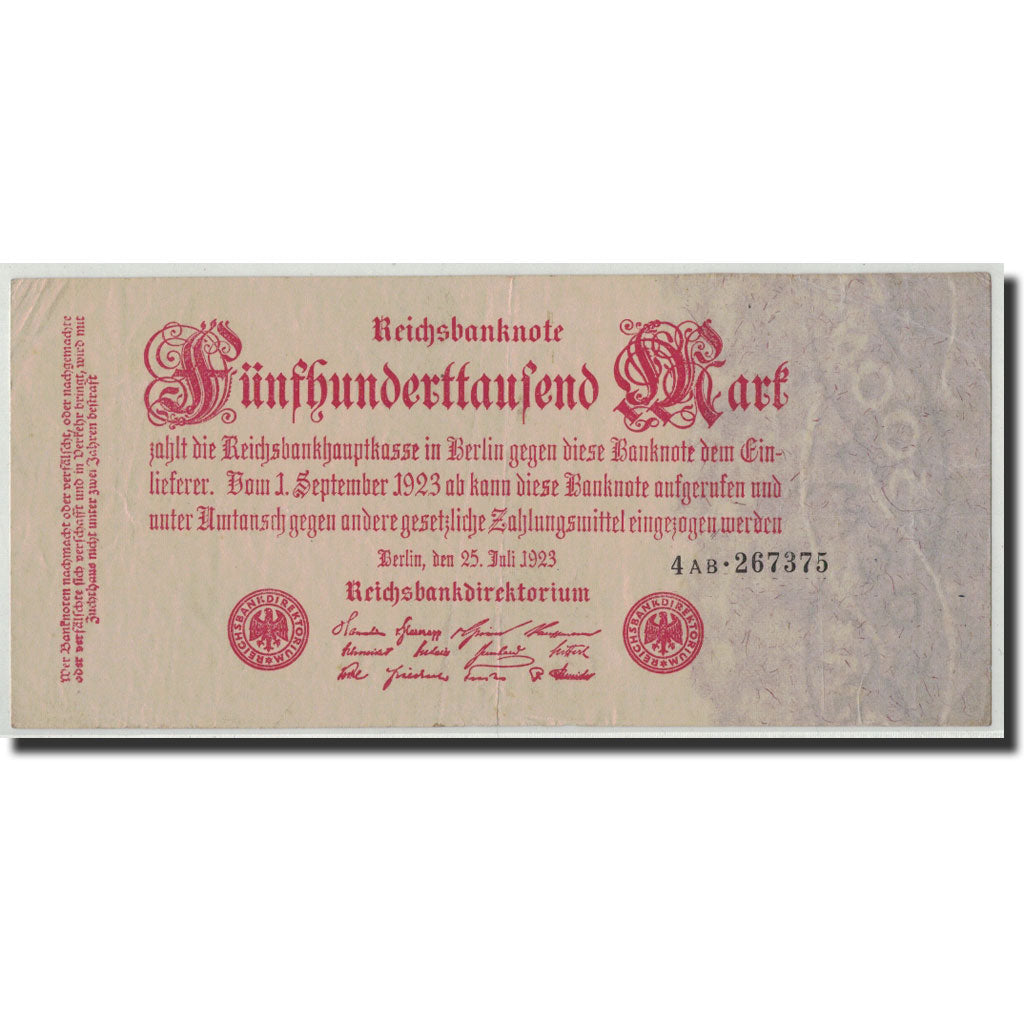 Reichsbanknote
Fünfhunderttausend Mark
zahlt die Reichsbankhauptkasse in Berlin gegen diese Banknote dem Ein-
lieferer. Vom 1. September 1923 ab kann diese Banknote aufgerufen und
unter Umtausch gegen andere gesetzliche Zahlungsmittel eingezogen werden
Berlin, den 25. Juli 1923
4AB·267375
Reichsbankdirektorium
REICHSBANKDIREKTORIUM
REICHSBANKDIREKTORIUM
Wer Banknoten nachmacht oder verfälscht, oder nachgemachte
oder verfälschte sich verschafft und in Verkehr bringt, wird mit
Zuchthaus nicht unter zwei Jahren bestraft